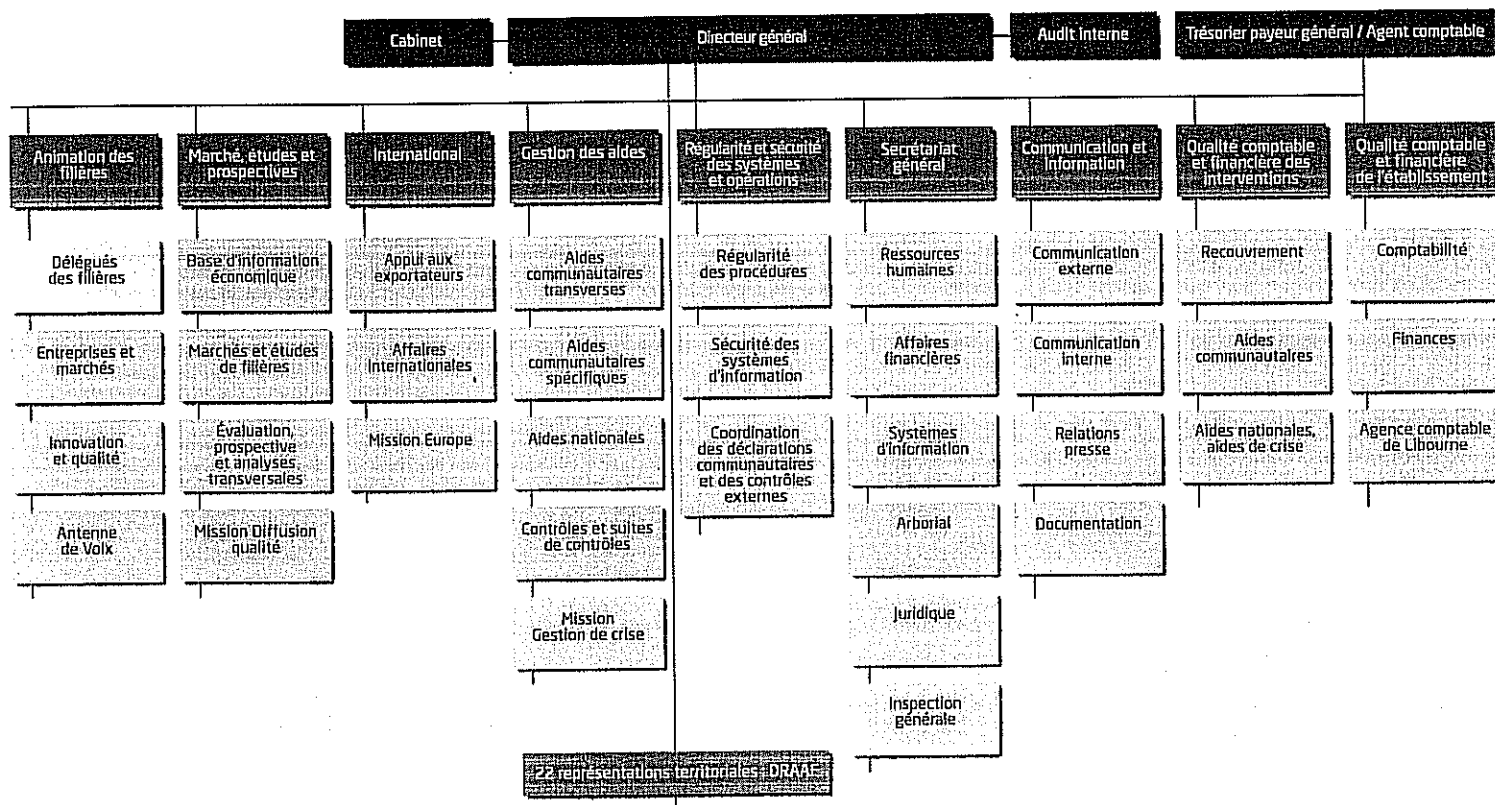 Cabinet
Directeur général
Audit interne
Trésorier payeur général / Agent comptable
Animation des
filières
Délégués
des filières
Entreprises et
marchés
Innovation
et qualité
Antenne
de Volx
Marché, études et
prospectives
Base d'information
économique
Marchés et études
de filières
Évaluation,
prospective
et analyses
transversales
Mission Diffusion
qualité
International
Appui aux
exportateurs
Affaires
internationales
Mission Europe
Gestion des aides
Aides
communautaires
transverses
Aides
communautaires
spécifiques
Aides nationales
Contrôles et suites
de contrôles
Mission
Gestion de crise
Régularité et sécurité
des systèmes
et opérations
Régularité
des procédures
Sécurité des
systèmes
d'information
Coordination
des déclarations
communautaires
et des contrôles
externes
Secrétariat
général
Ressources
humaines
Affaires
financières
Systèmes
d'information
Arborial
Juridique
Inspection
générale
Communication et
information
Communication
externe
Communication
interne
Relations
presse
Documentation
Qualité comptable
et financière des
interventions
Recouvrement
Aides
communautaires
Aides nationales,
aides de crise
Qualité comptable
et financière
de l'établissement
Comptabilité
Finances
Agence comptable
de Libourne
22 représentations territoriales : DRAAF